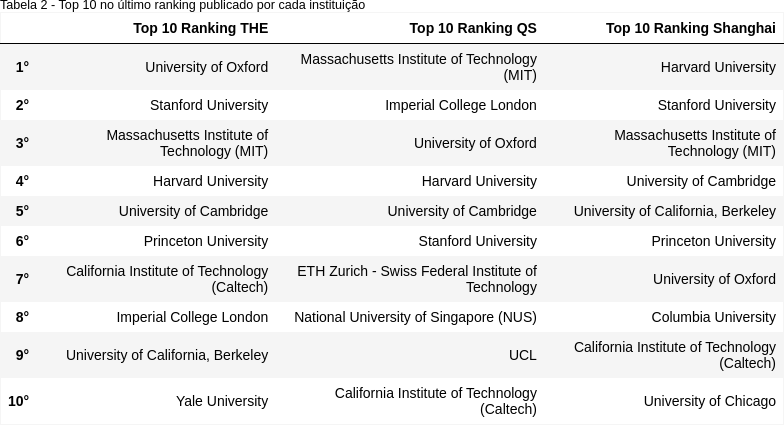 Tabela 2 - Top 10 no último ranking publicado por cada instituição
Top 10 Ranking THE Top 10 Ranking QS Top 10 Ranking Shanghai
1° University of Oxford Massachusetts Institute of Technology (MIT) Harvard University
2° Stanford University Imperial College London Stanford University
3° Massachusetts Institute of Technology (MIT) University of Oxford Massachusetts Institute of Technology (MIT)
4° Harvard University Harvard University University of Cambridge
5° University of Cambridge University of Cambridge University of California, Berkeley
6° Princeton University Stanford University Princeton University
7° California Institute of Technology (Caltech) ETH Zurich - Swiss Federal Institute of Technology University of Oxford
8° Imperial College London National University of Singapore (NUS) Columbia University
9° University of California, Berkeley UCL California Institute of Technology (Caltech)
10° Yale University California Institute of Technology (Caltech) University of Chicago